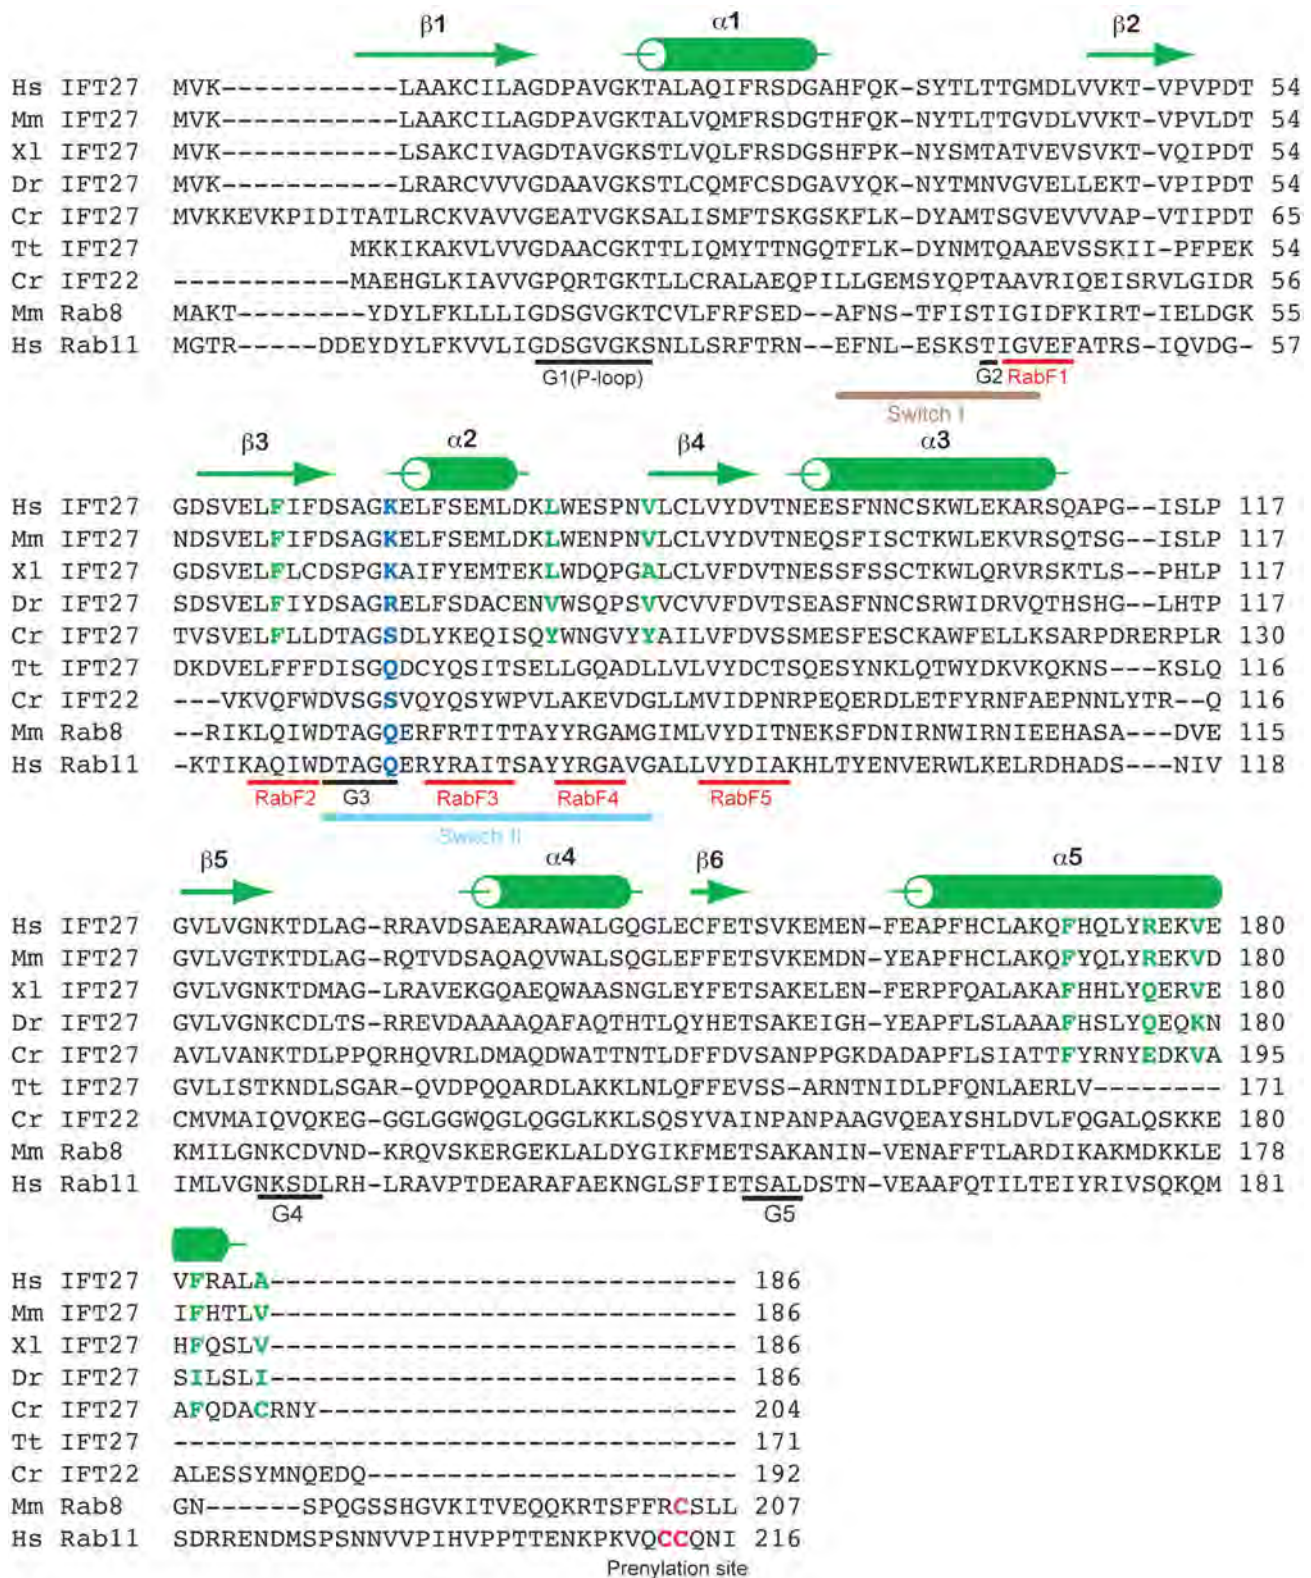 β1 α1 β2
Hs IFT27 MVK-----------LAAKCILAGDPAVGKTALAQIFRSDGAHFQK-SYTLTTGMDLVVKT-VPVPDT 54
Mm IFT27 MVK-----------LAAKCILAGDPAVGKTALVQMFRSDGTHFQK-NYTLTTGVDLVVKT-VPVLDT 54
Xl IFT27 MVK-----------LSAKCIVAGDTAVGKSTLVQLFRSDGSHFPK-NYSMTATVEVSVKT-VQIPDT 54
Dr IFT27 MVK-----------LRARCVVVGDAAVGKSTLCQMFCSDGAVYQK-NYTMNVGVELLEKT-VPIPDT 54
Cr IFT27 MVKKEVKPIDITATLRCKVAVVGEATVGKSALISMFTSKGSKFLK-DYAMTSGVEVVVAP-VTIPDT 65
Tt IFT27 MKKIKAKVLVVGDAACGKTTLIQMYTTNGQTFLK-DYNMTQAAEVSSKII-PFPEK 54
Cr IFT22 -----------MAEHGLKIAVVGPQRTGKTLLCRALAEQPILLGEMSYQPTAAVRIQEISRVLGIDR 56
Mm Rab8 MAKT-------YDYLFKLLLIGDSGVGKTCVLFRFSED--AFNS-TFISTIGIDFKIRT-IELDGK 55
Hs Rab11 MGTR-----DDEYDYLFKVVLIGDSGVGKSNLLSRFTRN--EFNL-ESKSTIGVEFATRS-IQVDG- 57
G1(P-loop) G2 RabF1
Switch I
β3 α2 β4 α3
Hs IFT27 GDSVELFIFDSAGKELFSEMLDKLWESPNVLCLVYDVTNEESFNNCSKWLEKARSQAPG--ISLP 117
Mm IFT27 NDSVELFIFDSAGKELFSEMLDKLWENPNVLCLVYDVTNEQSFISCTKWLEKVRSQTSG--ISLP 117
Xl IFT27 GDSVELFLCDSPGKAIFYEMTEKLWDQPGALCLVFDVTNESSFSSCTKWLQRVRSKTLS--PHLP 117
Dr IFT27 SDSVELFIYDSAGRELFSDACENVWSQPSVVCVVFDVTSEASFNNCSRWIDRVQTHSHG--LHTP 117
Cr IFT27 TVSVELFLLDTAGSDLYKEQISQYWNGVYYAILVFDVSSMESFESCKAWFELLKSARPDRERPLR 130
Tt IFT27 DKDVELFFFDISGQDCYQSITSELLGQADLLVLVYDCTSQESYNKLQTWYDKVKQKNS---KSLQ 116
Cr IFT22 ---VKVQFWDVSGSVQYQSYWPVLAKEVDGLLMVIDPNRPEQERDLETFYRNFAEPNNLYTR--Q 116
Mm Rab8 --RIKLQIWDTAGQERFRTITTAYYRGAMGIMLVYDITNEKSFDNIRNWIRNIEEHASA---DVE 115
Hs Rab11 -KTIKAQIWDTAGQERYRAITSAYYRGAVGALLVYDIAKHLTYENVERWLKELRDHADS---NIV 118
RabF2 G3 RabF3 RabF4 RabF5
Switch II
β5 α4 β6 α5
Hs IFT27 GVLVGNKTDLAG-RRAVDSAEARAWALGQGLECFETSVKEMEN-FEAPFHCLAKQFHQLYREKVE 180
Mm IFT27 GVLVGTKTDLAG-RQTVDSAQAQVWALSQGLEFFETSVKEMDN-YEAPFHCLAKQFYQLYREKVD 180
Xl IFT27 GVLVGNKTDMAG-LRAVEKGQAEQWAASNGLEYFETSAKELEN-FERPFQALAKAFHHLYQERVE 180
Dr IFT27 GVLVGNKCDLTS-RREVDAAAAQAFAQTHTLQYHETSAKEIGH-YEAPFLSLAAAFHSLYQEQKN 180
Cr IFT27 AVLVANKTDLPPQRHQVRLDMAQDWATTNTLDFFDVSANPPGKDADAPFLSIATTFYRNYEDKVA 195
Tt IFT27 GVLISTKNDLSGAR-QVDPQQARDLAKKLNLQFFEVSS-ARNTNIDLPFQNLAERLV-------- 171
Cr IFT22 CMVMAIQVQKEG-GGLGGWQGLQGGLKKLSQSYVAINPANPAAGVQEAYSHLDVLFQGALQSKKE 180
Mm Rab8 KMILGNKCDVND-KRQVSKERGEKLALDYGIKFMETSAKANIN-VENAFFTLARDIKAKMDKKLE 178
Hs Rab11 IMLVGNKSDLRH-LRAVPTDEARAFAEKNGLSFIETSALDSTN-VEAAFQTILTEIYRIVSQKQM 181
G4 G5
Hs IFT27 VFRALA----------------------------- 186
Mm IFT27 IFHTLV----------------------------- 186
Xl IFT27 HFQSLV----------------------------- 186
Dr IFT27 SILSLI----------------------------- 186
Cr IFT27 AFQDACRNY-------------------------- 204
Tt IFT27 ----------------------------------- 171
Cr IFT22 ALESSYMNQEDQ----------------------- 192
Mm Rab8 GN------SPQGSSHGVKITVEQQKRTSFFRCSLL 207
Hs Rab11 SDRRENDMSPSNNVVPIHVPPTTENKPKVQCCQNI 216
Prenylation site